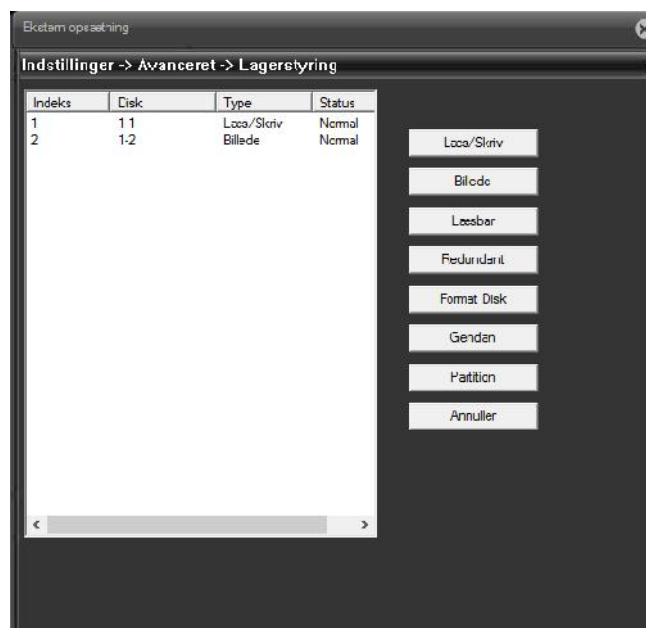 Ekstern opsætning
Indstillinger -> Avanceret -> Lagerstyring
Indeks Disk Type Status
1 1-1 Læs/Skriv Normal
2 1-2 Billede Normal
Læs/Skriv
Billede
Læsbar
Redundant
Format Disk
Gendan
Partition
Annuller